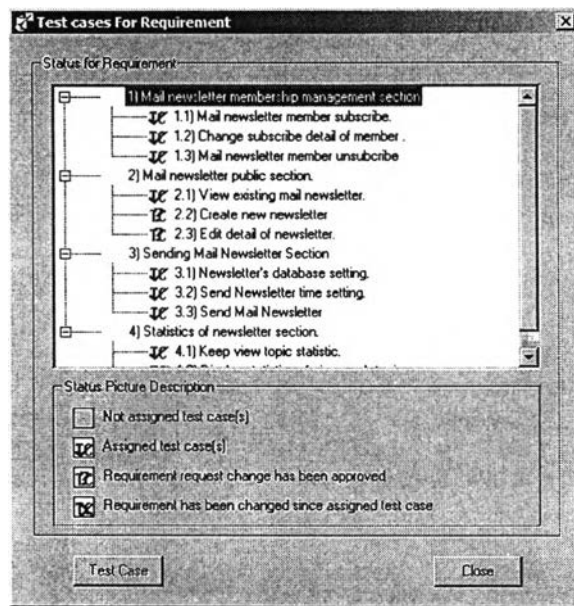 Test cases For Requirement
Status for Requirement
1) Mail newsletter membership management section
1.1) Mail newsletter member subscribe.
1.2) Change subscribe detail of member .
1.3) Mail newsletter member unsubcribe
2) Mail newsletter public section.
2.1) View existing mail newsletter.
2.2) Create new newsletter
2.3) Edit detail of newsletter.
3) Sending Mail Newsletter Section
3.1) Newsletter's database setting.
3.2) Send Newsletter time setting.
3.3) Send Mail Newsletter
4) Statistics of newsletter section.
4.1) Keep view topic statistic.
Status Picture Description
Not assigned test case(s)
Assigned test case(s)
Requirement request change has been approved
Requirement has been changed since assigned test case
Test Case
Close